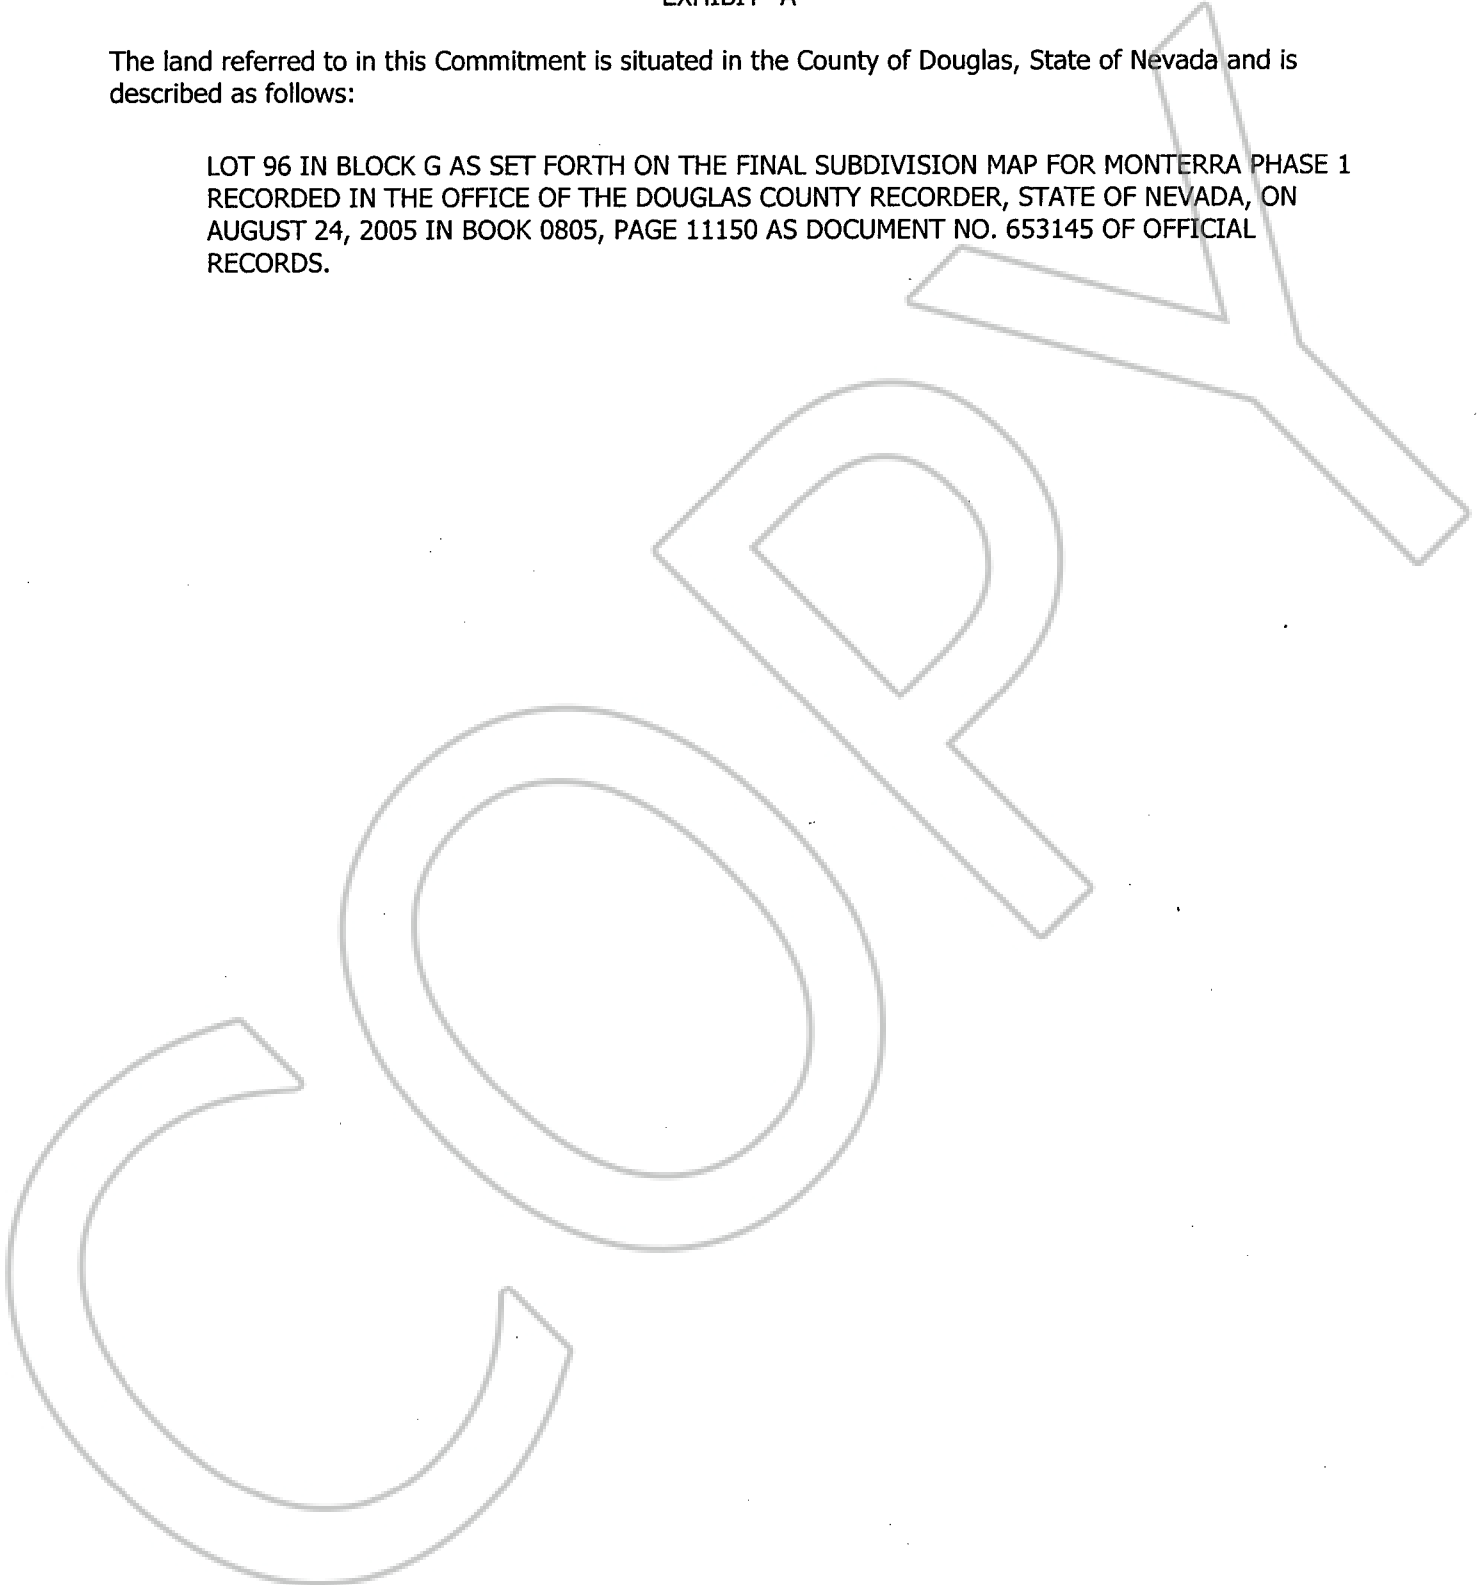 EXHIBIT "A"
The land referred to in this Commitment is situated in the County of Douglas, State of Nevada and is
described as follows:
LOT 96 IN BLOCK G AS SET FORTH ON THE FINAL SUBDIVISION MAP FOR MONTERRA PHASE 1
RECORDED IN THE OFFICE OF THE DOUGLAS COUNTY RECORDER, STATE OF NEVADA, ON
AUGUST 24, 2005 IN BOOK 0805, PAGE 11150 AS DOCUMENT NO. 653145 OF OFFICIAL
RECORDS.
COPY